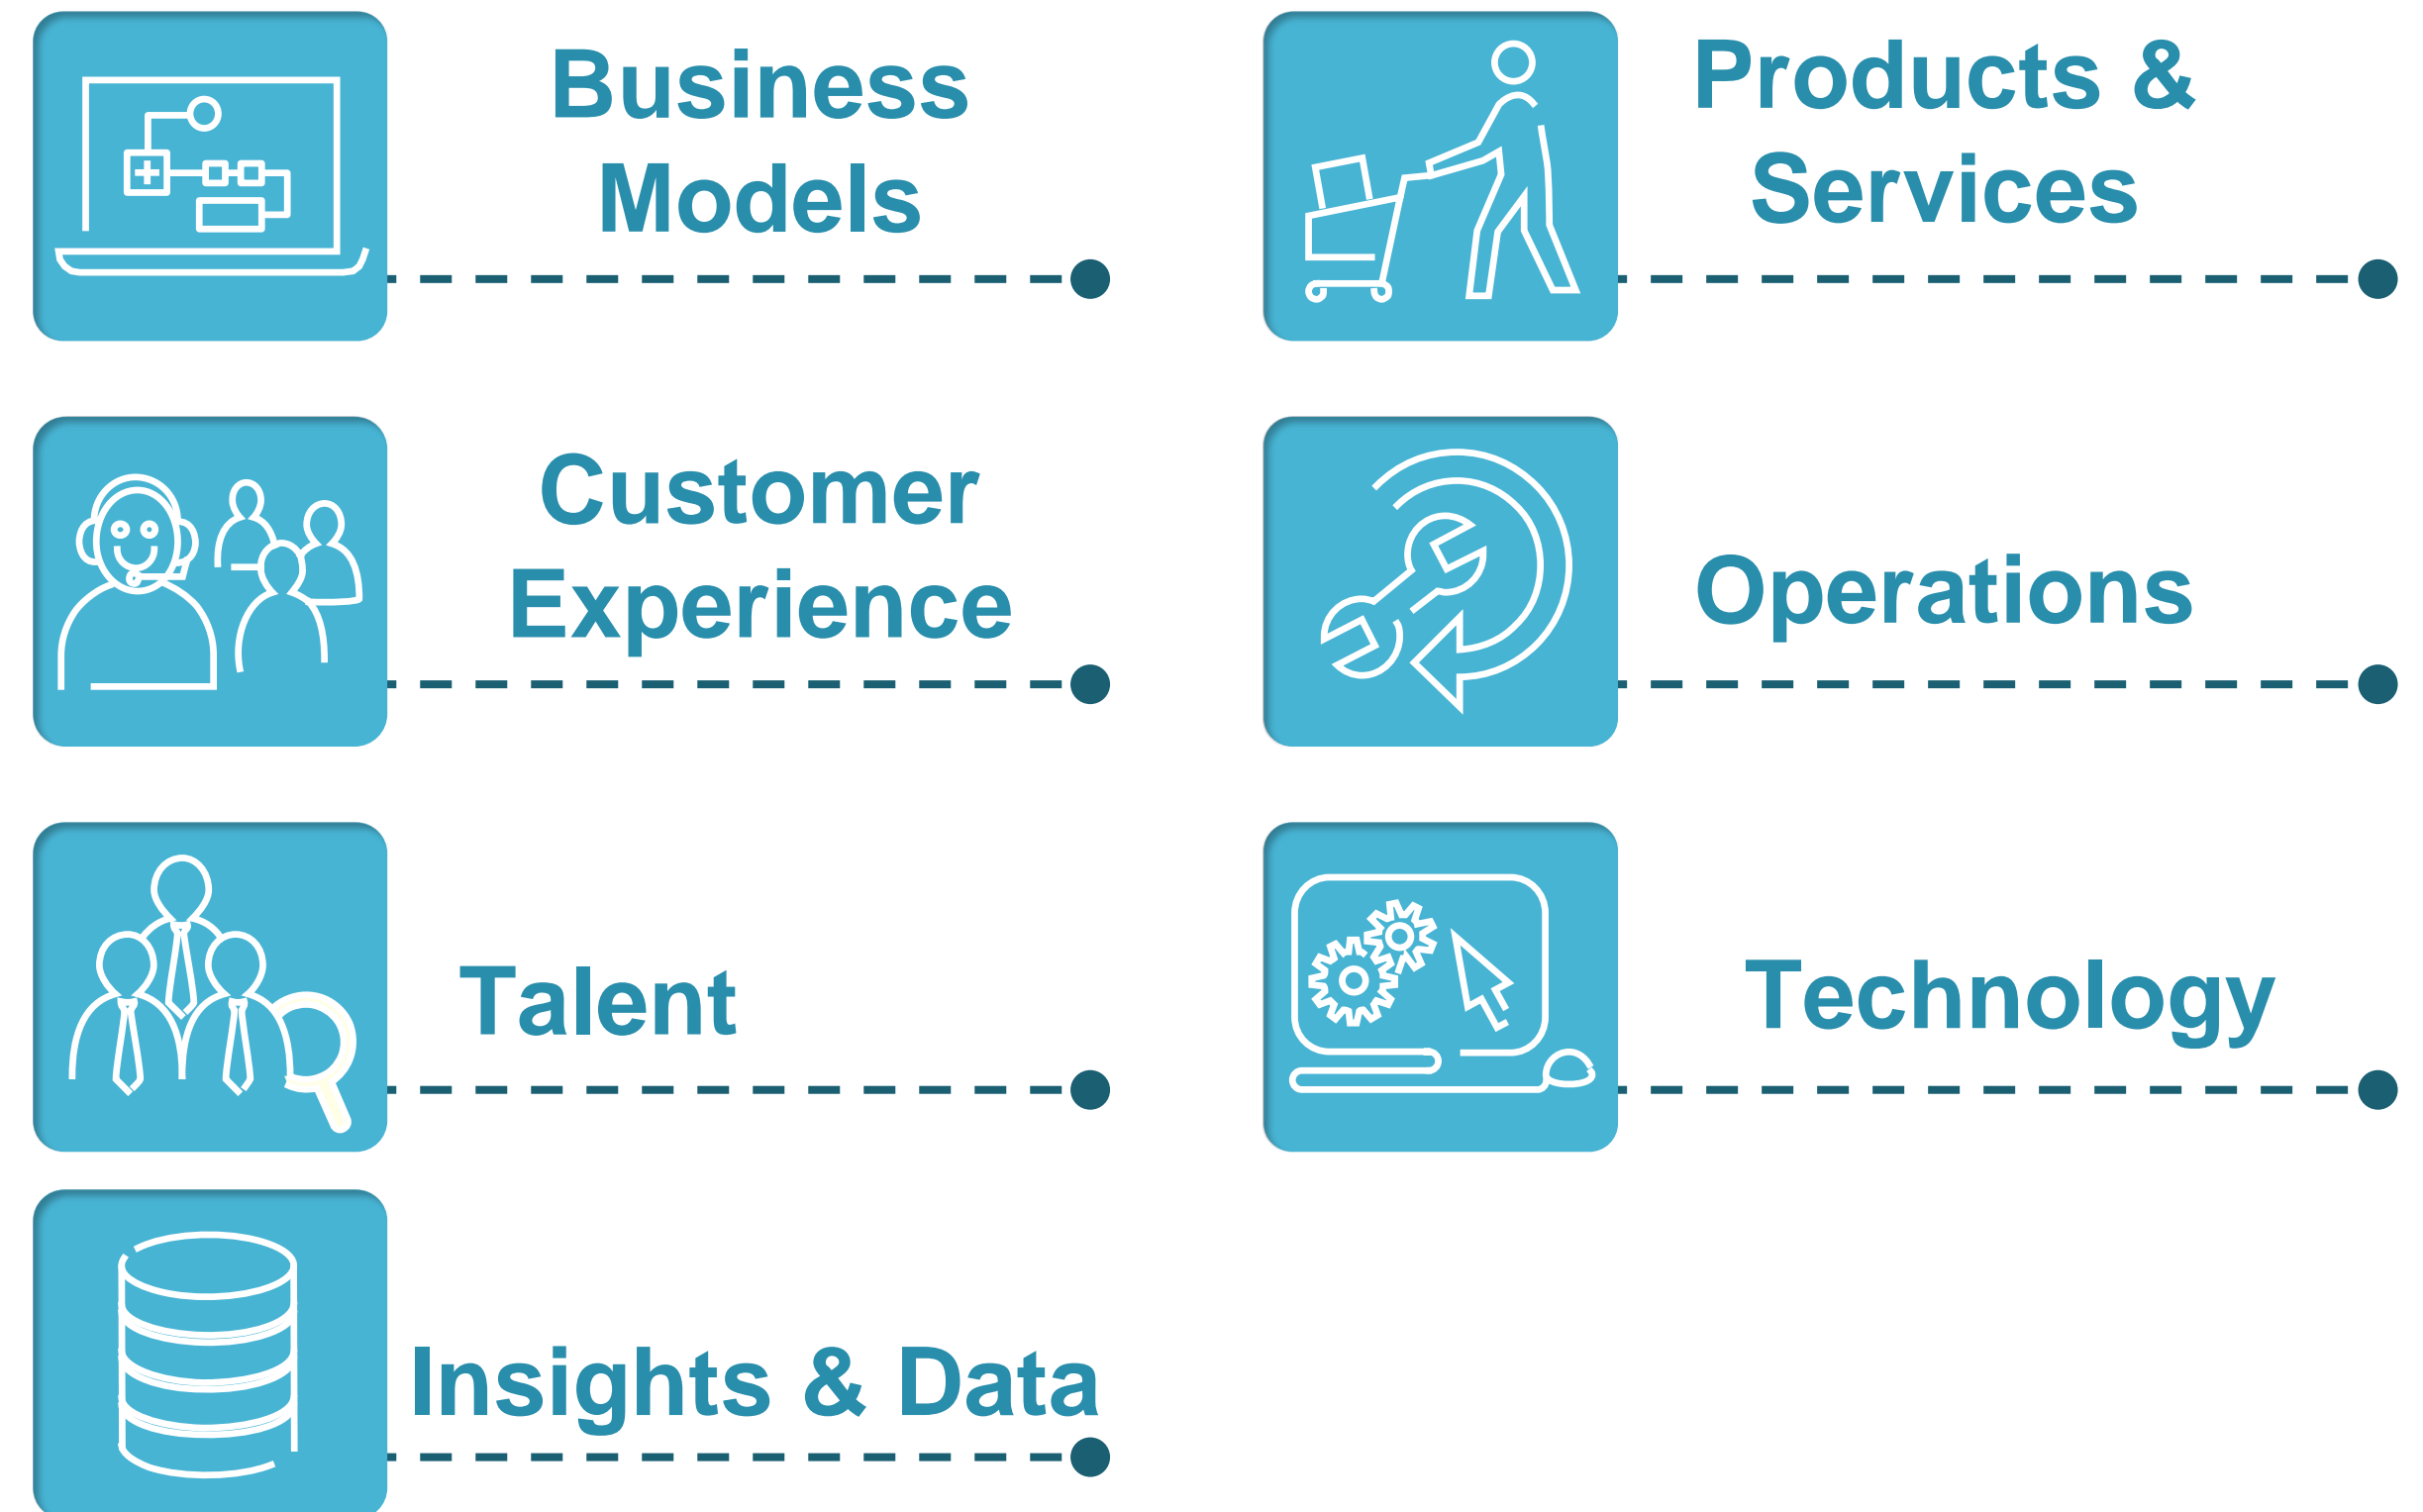 Business
Models
Products &
Services
Customer
Experience
Operations
Talent
Technology
Insights & Data